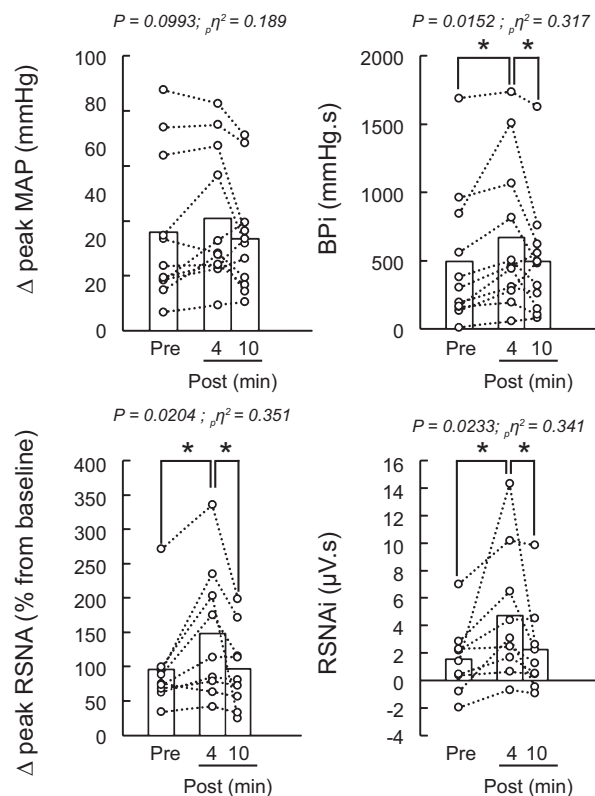 P = 0.0993; ₚη² = 0.189
Δ peak MAP (mmHg)
100
80
60
20
20
0
Pre
4 10
Post (min)
P = 0.0152 ; ₚη² = 0.317
* *
BPi (mmHg.s)
2000
1500
1000
500
0
Pre
4 10
Post (min)
P = 0.0204 ; ₚη² = 0.351
* *
Δ peak RSNA (% from baseline)
400
350
300
250
200
150
100
50
0
Pre
4 10
Post (min)
P = 0.0233; ₚη² = 0.341
* *
RSNAi (µV.s)
16
14
12
10
8
6
4
2
0
-2
-4
Pre
4 10
Post (min)